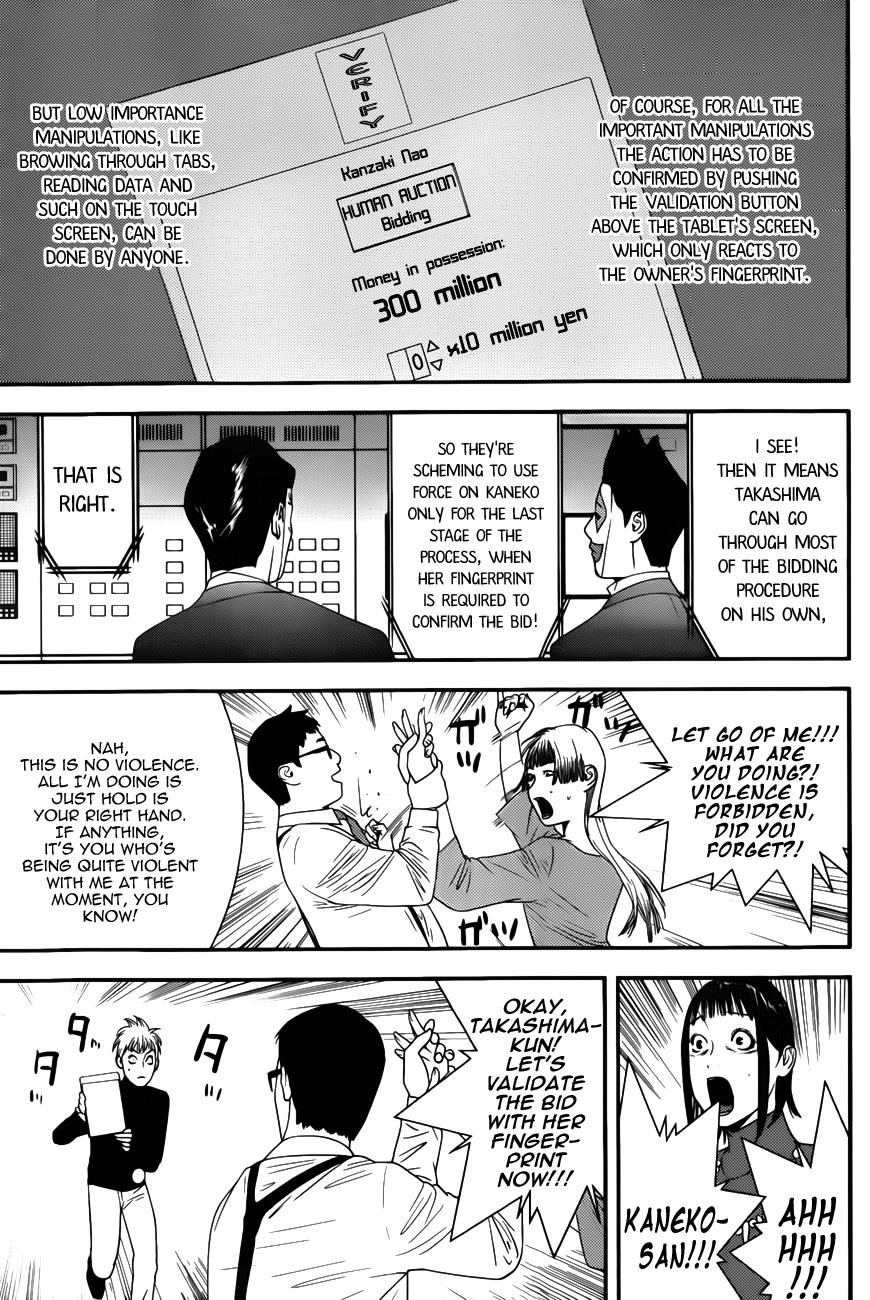 OF COURSE, FOR ALL THE
IMPORTANT MANIPULATIONS
THE ACTION HAS TO BE
CONFIRMED BY PUSHING
THE VALIDATION BUTTON
ABOVE THE TABLET'S SCREEN,
WHICH ONLY REACTS TO
THE OWNER'S FINGERPRINT.
VERIFY
Kanzaki Nao
HUMAN AUCTION
Bidding
Money in possession:
300 million
0 x10 million yen
BUT LOW IMPORTANCE
MANIPULATIONS, LIKE
BROWING THROUGH TABS,
READING DATA AND
SUCH ON THE TOUCH
SCREEN, CAN BE
DONE BY ANYONE.
I SEE!
THEN IT MEANS
TAKASHIMA
CAN GO
THROUGH MOST
OF THE BIDDING
PROCEDURE
ON HIS OWN,
SO THEY'RE
SCHEMING TO USE
FORCE ON KANEKO
ONLY FOR THE LAST
STAGE OF THE
PROCESS, WHEN
HER FINGERPRINT
IS REQUIRED TO
CONFIRM THE BID!
THAT IS
RIGHT.
LET GO OF ME!!!
WHAT ARE
YOU DOING?!
VIOLENCE IS
FORBIDDEN,
DID YOU
FORGET?!
ガッ
ガッ
NAH,
THIS IS NO VIOLENCE.
ALL I'M DOING IS
JUST HOLD IS
YOUR RIGHT HAND.
IF ANYTHING,
IT'S YOU WHO'S
BEING QUITE VIOLENT
WITH ME AT THE
MOMENT, YOU
KNOW!
AHH
HHH
!!!
KANEKO-
SAN!!!
OKAY,
TAKASHIMA-
KUN!
LET'S
VALIDATE
THE BID
WITH HER
FINGER-
PRINT
NOW!!!
タッ
タッ